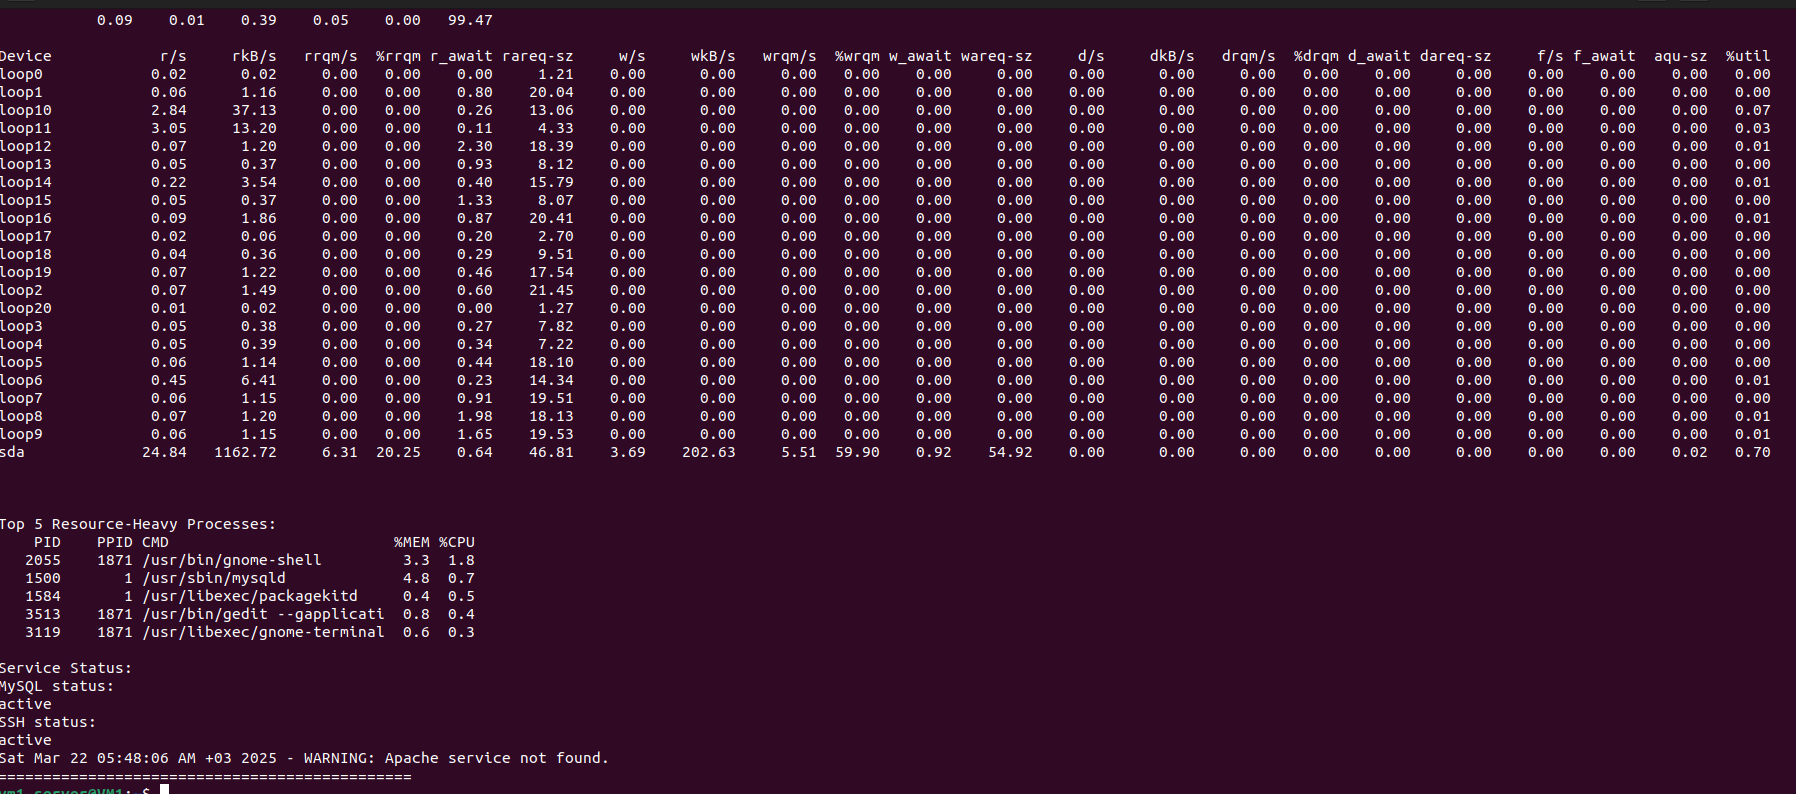 0.09 0.01 0.39 0.05 0.00 99.47
Device r/s rkB/s rrqm/s %rrqm r_await rareq-sz w/s wkB/s wrqm/s %wrqm w_await wareq-sz d/s dkB/s drqm/s %drqm d_await dareq-sz f/s f_await aqu-sz %util
loop0 0.02 0.02 0.00 0.00 0.00 1.21 0.00 0.00 0.00 0.00 0.00 0.00 0.00 0.00 0.00 0.00 0.00 0.00 0.00 0.00 0.00 0.00
loop1 0.06 1.16 0.00 0.00 0.80 20.04 0.00 0.00 0.00 0.00 0.00 0.00 0.00 0.00 0.00 0.00 0.00 0.00 0.00 0.00 0.00 0.00
loop10 2.84 37.13 0.00 0.00 0.26 13.06 0.00 0.00 0.00 0.00 0.00 0.00 0.00 0.00 0.00 0.00 0.00 0.00 0.00 0.00 0.00 0.07
loop11 3.05 13.20 0.00 0.00 0.11 4.33 0.00 0.00 0.00 0.00 0.00 0.00 0.00 0.00 0.00 0.00 0.00 0.00 0.00 0.00 0.00 0.03
loop12 0.07 1.20 0.00 0.00 2.30 18.39 0.00 0.00 0.00 0.00 0.00 0.00 0.00 0.00 0.00 0.00 0.00 0.00 0.00 0.00 0.00 0.01
loop13 0.05 0.37 0.00 0.00 0.93 8.12 0.00 0.00 0.00 0.00 0.00 0.00 0.00 0.00 0.00 0.00 0.00 0.00 0.00 0.00 0.00 0.00
loop14 0.22 3.54 0.00 0.00 0.40 15.79 0.00 0.00 0.00 0.00 0.00 0.00 0.00 0.00 0.00 0.00 0.00 0.00 0.00 0.00 0.00 0.01
loop15 0.05 0.37 0.00 0.00 1.33 8.07 0.00 0.00 0.00 0.00 0.00 0.00 0.00 0.00 0.00 0.00 0.00 0.00 0.00 0.00 0.00 0.00
loop16 0.09 1.86 0.00 0.00 0.87 20.41 0.00 0.00 0.00 0.00 0.00 0.00 0.00 0.00 0.00 0.00 0.00 0.00 0.00 0.00 0.00 0.01
loop17 0.02 0.06 0.00 0.00 0.20 2.70 0.00 0.00 0.00 0.00 0.00 0.00 0.00 0.00 0.00 0.00 0.00 0.00 0.00 0.00 0.00 0.00
loop18 0.04 0.36 0.00 0.00 0.29 9.51 0.00 0.00 0.00 0.00 0.00 0.00 0.00 0.00 0.00 0.00 0.00 0.00 0.00 0.00 0.00 0.00
loop19 0.07 1.22 0.00 0.00 0.46 17.54 0.00 0.00 0.00 0.00 0.00 0.00 0.00 0.00 0.00 0.00 0.00 0.00 0.00 0.00 0.00 0.00
loop2 0.07 1.49 0.00 0.00 0.60 21.45 0.00 0.00 0.00 0.00 0.00 0.00 0.00 0.00 0.00 0.00 0.00 0.00 0.00 0.00 0.00 0.00
loop20 0.01 0.02 0.00 0.00 0.00 1.27 0.00 0.00 0.00 0.00 0.00 0.00 0.00 0.00 0.00 0.00 0.00 0.00 0.00 0.00 0.00 0.00
loop3 0.05 0.38 0.00 0.00 0.27 7.82 0.00 0.00 0.00 0.00 0.00 0.00 0.00 0.00 0.00 0.00 0.00 0.00 0.00 0.00 0.00 0.00
loop4 0.05 0.39 0.00 0.00 0.34 7.22 0.00 0.00 0.00 0.00 0.00 0.00 0.00 0.00 0.00 0.00 0.00 0.00 0.00 0.00 0.00 0.00
loop5 0.06 1.14 0.00 0.00 0.44 18.10 0.00 0.00 0.00 0.00 0.00 0.00 0.00 0.00 0.00 0.00 0.00 0.00 0.00 0.00 0.00 0.00
loop6 0.45 6.41 0.00 0.00 0.23 14.34 0.00 0.00 0.00 0.00 0.00 0.00 0.00 0.00 0.00 0.00 0.00 0.00 0.00 0.00 0.00 0.01
loop7 0.06 1.15 0.00 0.00 0.91 19.51 0.00 0.00 0.00 0.00 0.00 0.00 0.00 0.00 0.00 0.00 0.00 0.00 0.00 0.00 0.00 0.00
loop8 0.07 1.20 0.00 0.00 1.98 18.13 0.00 0.00 0.00 0.00 0.00 0.00 0.00 0.00 0.00 0.00 0.00 0.00 0.00 0.00 0.00 0.01
loop9 0.06 1.15 0.00 0.00 1.65 19.53 0.00 0.00 0.00 0.00 0.00 0.00 0.00 0.00 0.00 0.00 0.00 0.00 0.00 0.00 0.00 0.01
sda 24.84 1162.72 6.31 20.25 0.64 46.81 3.69 202.63 5.51 59.90 0.92 54.92 0.00 0.00 0.00 0.00 0.00 0.00 0.00 0.00 0.02 0.70
Top 5 Resource-Heavy Processes:
PID PPID CMD %MEM %CPU
2055 1871 /usr/bin/gnome-shell 3.3 1.8
1500 1 /usr/sbin/mysqld 4.8 0.7
1584 1 /usr/libexec/packagekitd 0.4 0.5
3513 1871 /usr/bin/gedit --gapplicati 0.8 0.4
3119 1871 /usr/libexec/gnome-terminal 0.6 0.3
Service Status:
MySQL status:
active
SSH status:
active
Sat Mar 22 05:48:06 AM +03 2025 - WARNING: Apache service not found.
==============================================
vm1_server@VM1:~$